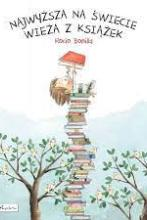 NAJWYŻSZA NA ŚWIECIE
WIEŻA Z KSIĄŻEK
Rocio Bonilla